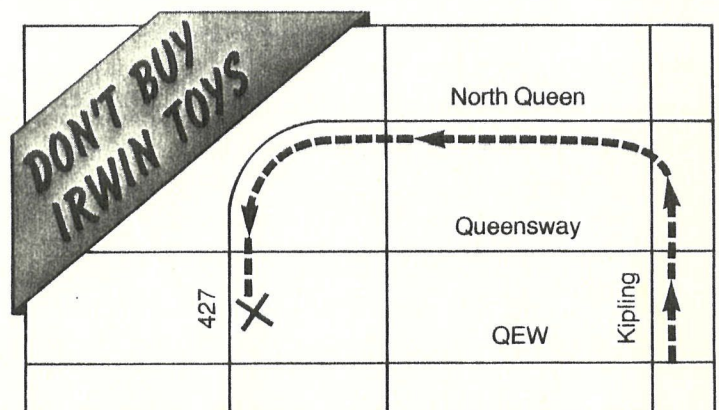 DON'T BUY
IRWIN TOYS
North Queen
Queensway
427
Kipling
QEW